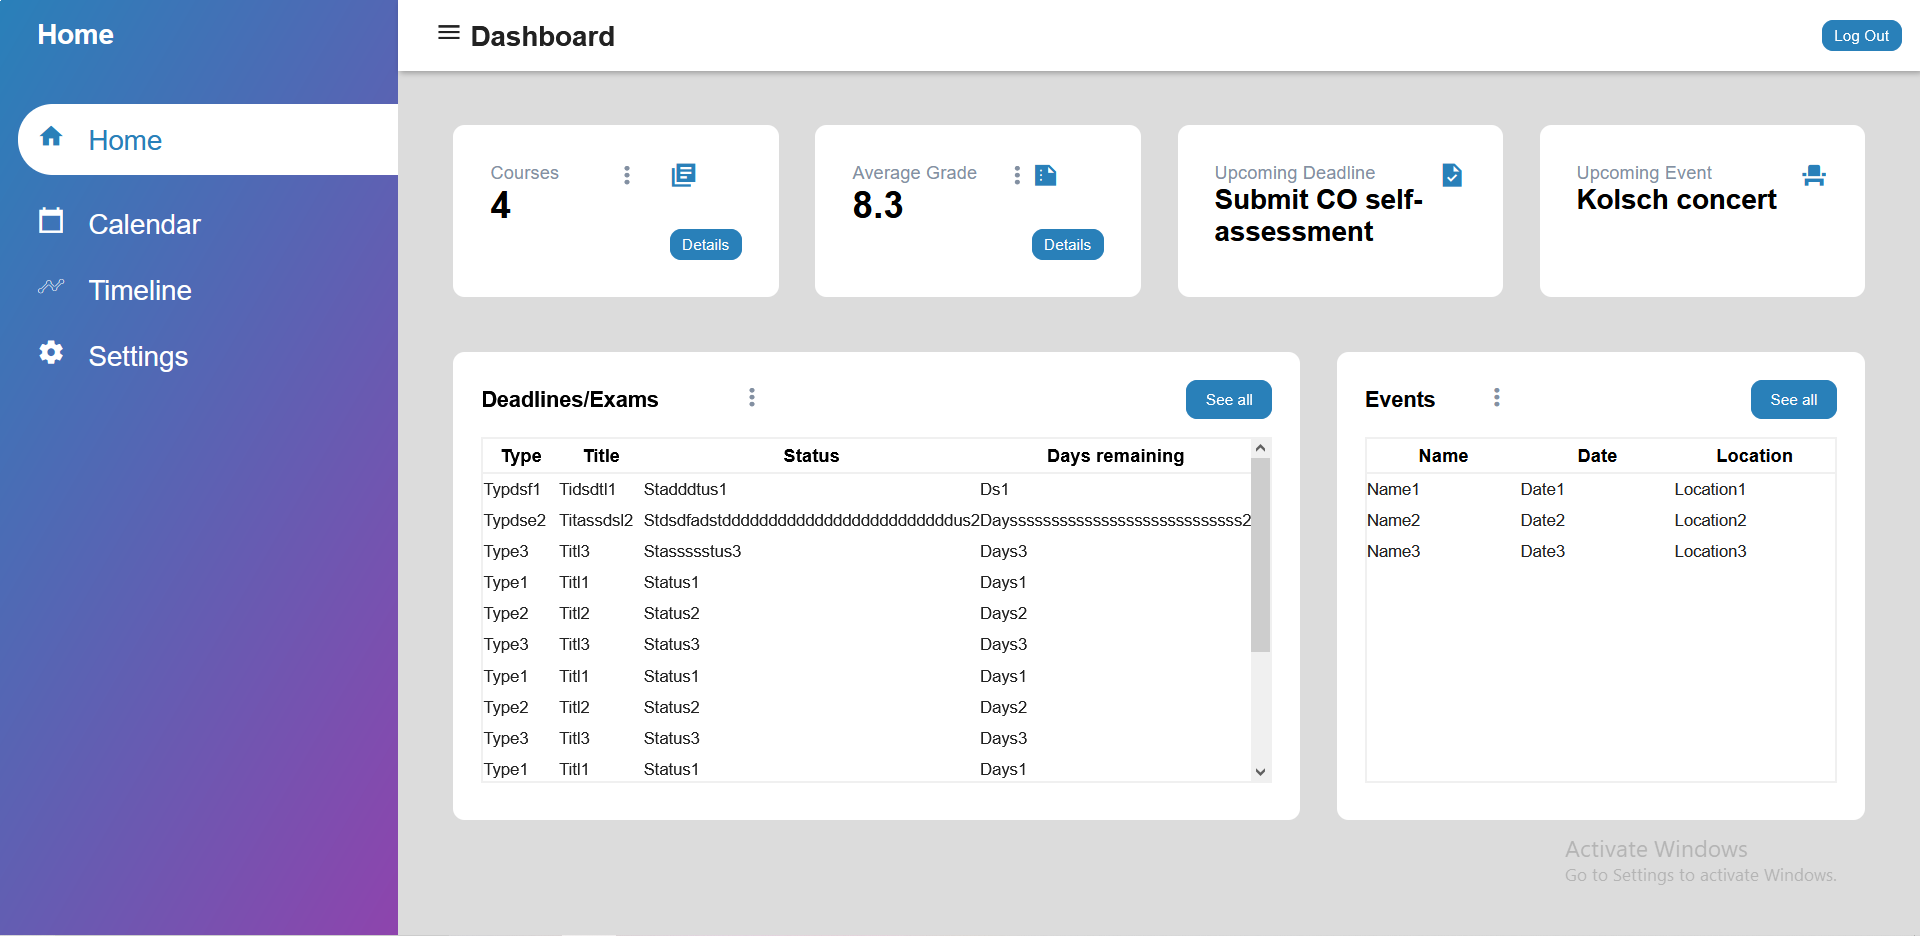 Home
Dashboard
Log Out
Home
Calendar
Timeline
Settings
Courses
4
Details
Average Grade
8.3
Details
Upcoming Deadline
Submit CO self-
assessment
Upcoming Event
Kolsch concert
Deadlines/Exams
See all
Type Title Status Days remaining
Typdsf1 Tidsdtl1 Stadddtus1 Ds1
Typdse2 Titassdsl2 Stdsdfadstdddddddddddddddddddddddddus2 Daysssssssssssssssssssssssssssss2
Type3 Titl3 Stassssstus3 Days3
Type1 Titl1 Status1 Days1
Type2 Titl2 Status2 Days2
Type3 Titl3 Status3 Days3
Type1 Titl1 Status1 Days1
Type2 Titl2 Status2 Days2
Type3 Titl3 Status3 Days3
Type1 Titl1 Status1 Days1
Events
See all
Name Date Location
Name1 Date1 Location1
Name2 Date2 Location2
Name3 Date3 Location3
Activate Windows
Go to Settings to activate Windows.